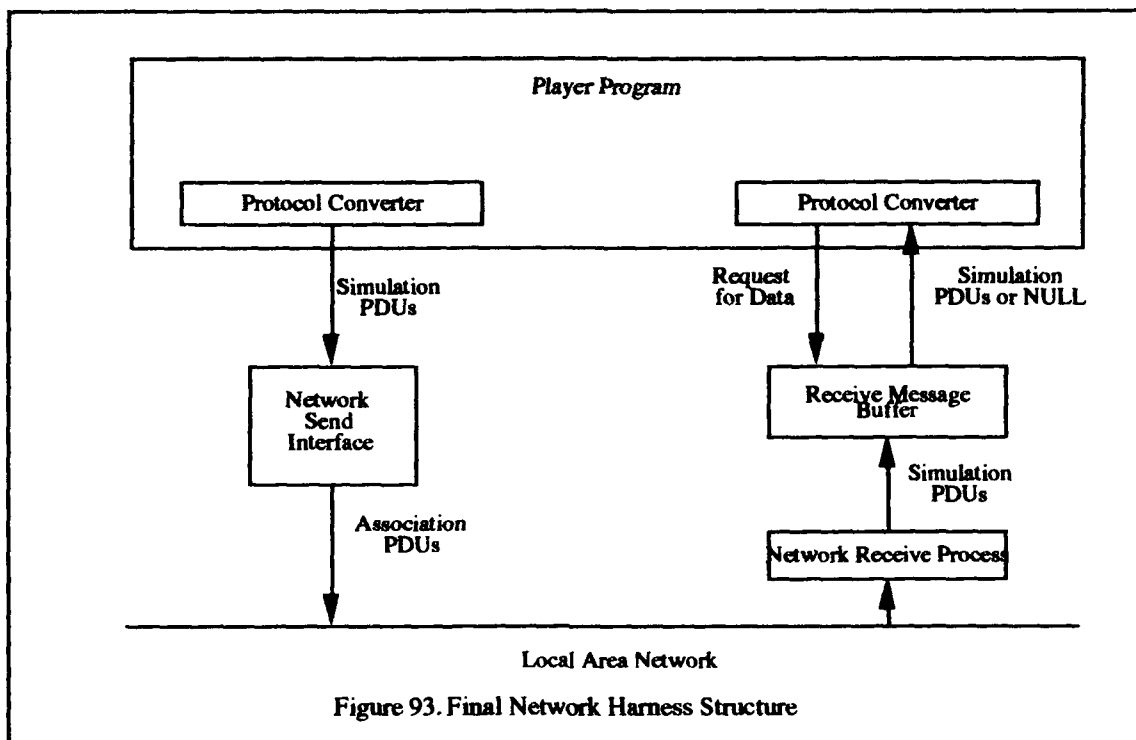 Player Program
Protocol Converter
Protocol Converter
Simulation
PDUs
Request
for Data
Simulation
PDUs or NULL
Network
Send
Interface
Receive Message
Buffer
Simulation
PDUs
Association
PDUs
Network Receive Process
Local Area Network
Figure 93. Final Network Harness Structure